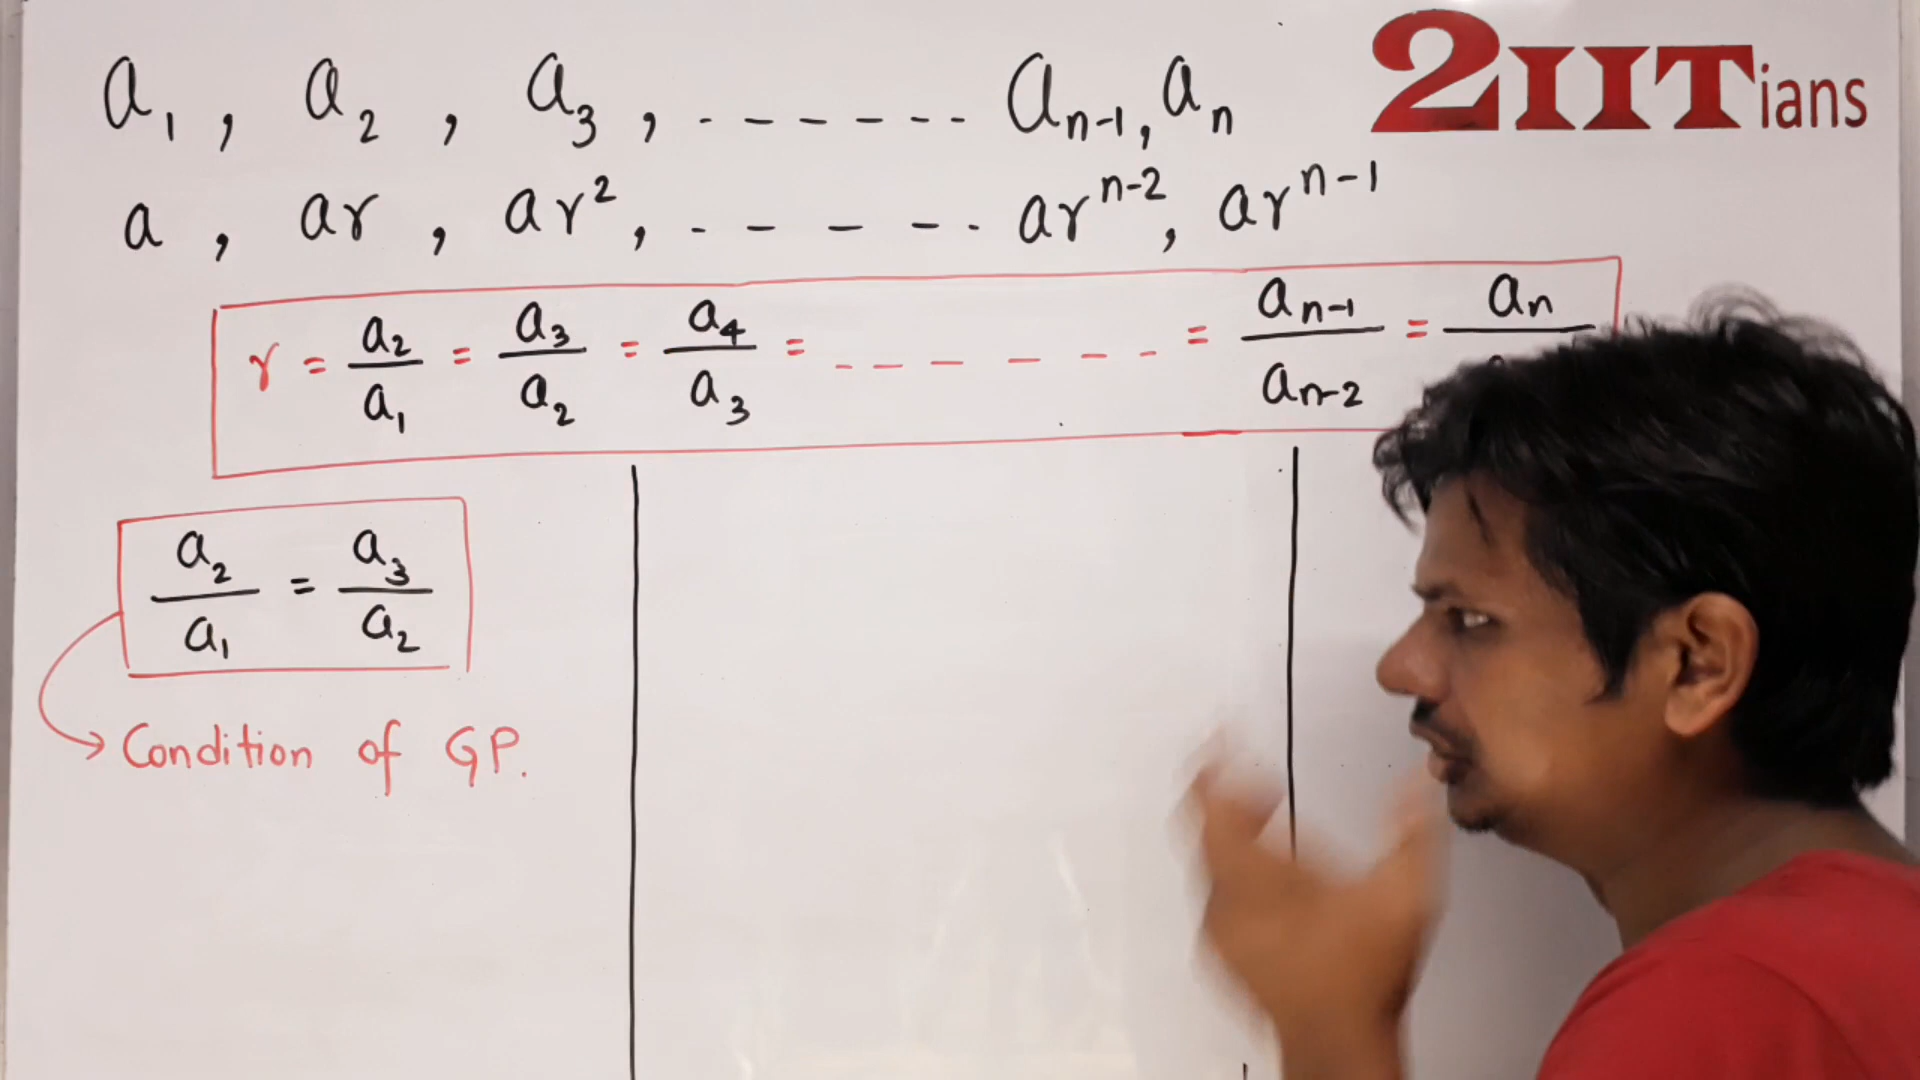 a₁, a₂, a₃, . - - - - - . aₙ₋₁, aₙ
2IITians
a, ar, ar², . - - - - . arⁿ⁻², arⁿ⁻¹
r = a₂/a₁ = a₃/a₂ = a₄/a₃ = - - - - - - = aₙ₋₁/aₙ₋₂ = aₙ/
a₂/a₁ = a₃/a₂
→ Condition of GP.